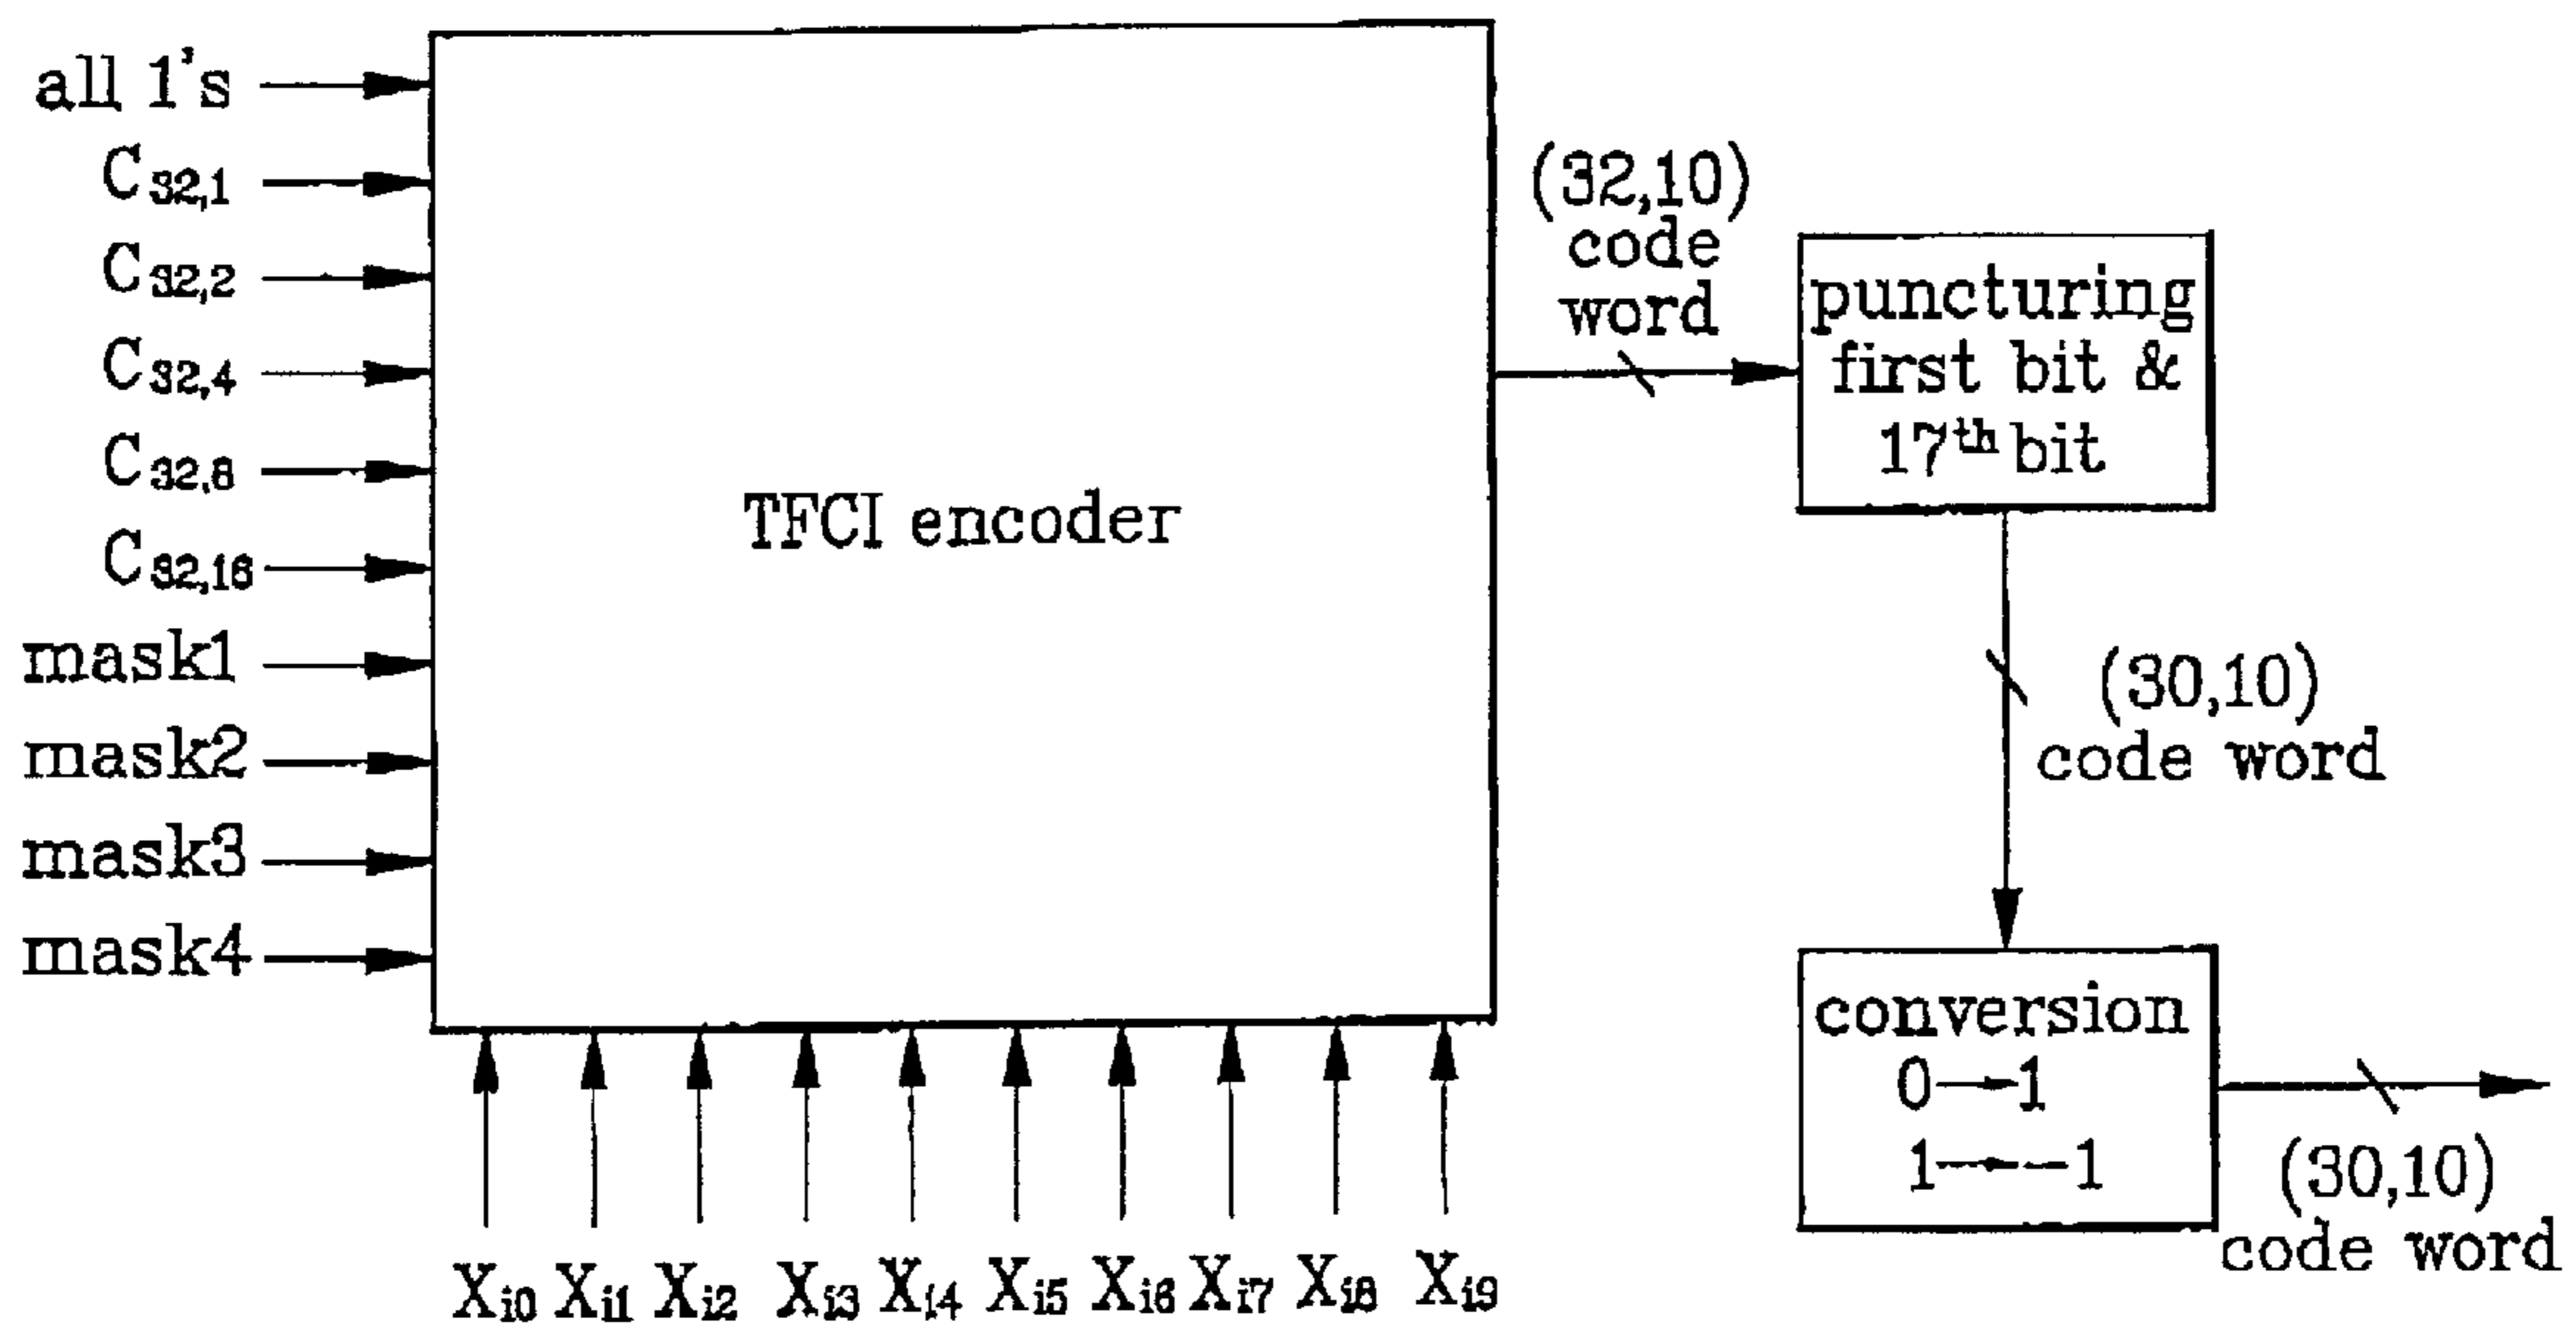 all 1's
C32,1
C32,2
C32,4
C32,8
C32,16
mask1
mask2
mask3
mask4
TFCI encoder
Xi0 Xi1 Xi2 Xi3 Xi4 Xi5 Xi6 Xi7 Xi8 Xi9
(32,10)
code
word
puncturing
first bit &
17th bit
(30,10)
code word
conversion
0→1
1→-1
(30,10)
code word